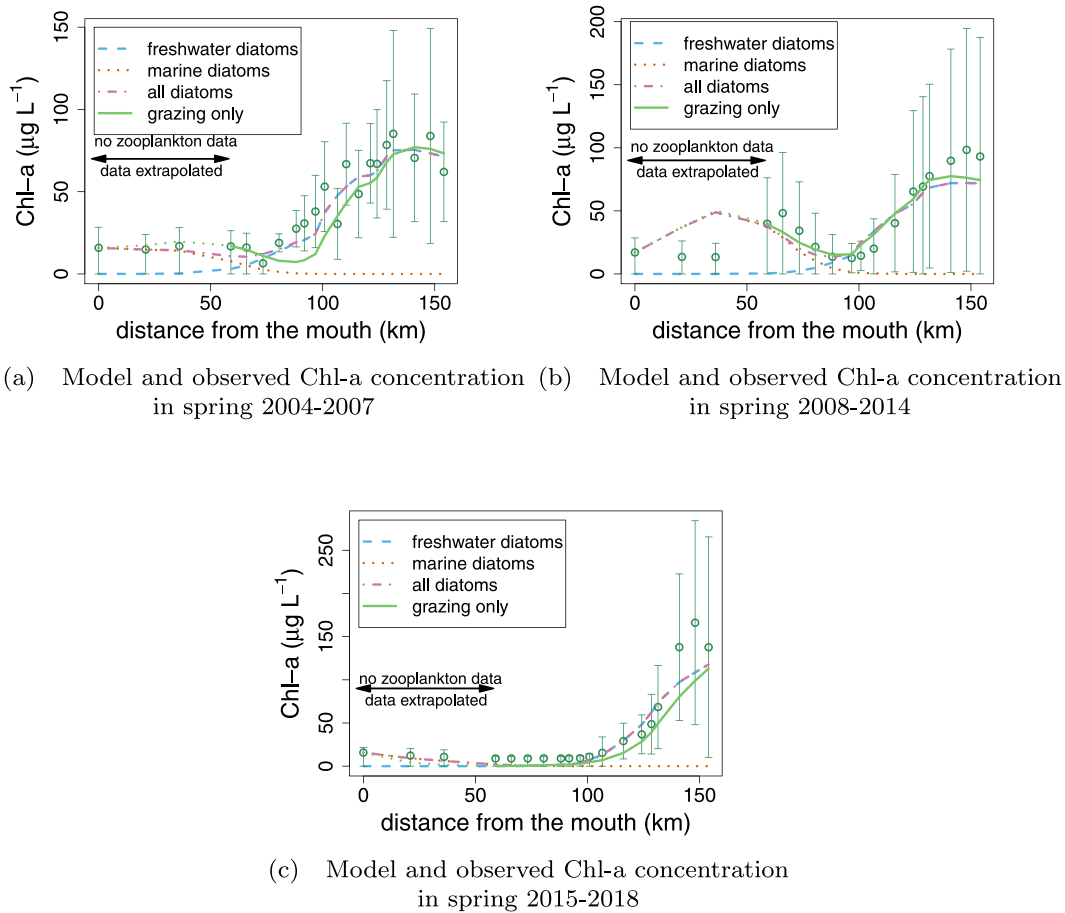 150
100
50
0
Chl–a (μg L⁻¹)
freshwater diatoms
marine diatoms
all diatoms
grazing only
no zooplankton data
data extrapolated
0 50 100 150
distance from the mouth (km)
(a) Model and observed Chl-a concentration
in spring 2004-2007
200
150
100
50
0
Chl–a (μg L⁻¹)
freshwater diatoms
marine diatoms
all diatoms
grazing only
no zooplankton data
data extrapolated
0 50 100 150
distance from the mouth (km)
(b) Model and observed Chl-a concentration
in spring 2008-2014
250
150
50
0
Chl–a (μg L⁻¹)
freshwater diatoms
marine diatoms
all diatoms
grazing only
no zooplankton data
data extrapolated
0 50 100 150
distance from the mouth (km)
(c) Model and observed Chl-a concentration
in spring 2015-2018